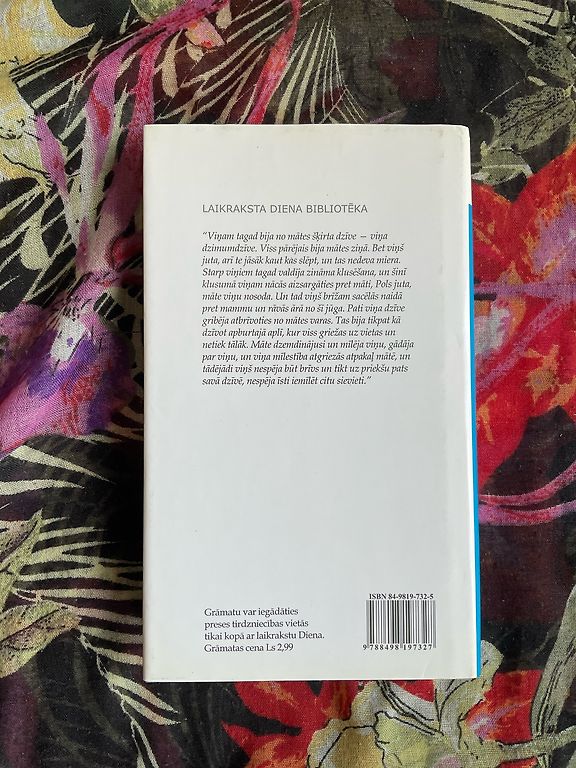 LAIKRAKSTA DIENA BIBLIOTĒKA
“Viņam tagad bija no mātes šķirta dzīve — viņa
dzimumdzīve. Viss pārējais bija mātes ziņā. Bet viņš
juta, arī te jāsāk kaut kas slēpt, un tas nedeva miera.
Starp viņiem tagad valdīja zināma klusēšana, un šinī
klusumā viņam nācās aizsargāties pret māti, Pols juta,
māte viņu nosoda. Un tad viņš brīžam sacēlās naidā
pret mammu un rāvās ārā no šī jūga. Pati viņa dzīve
gribēja atbrīvoties no mātes varas. Tas bija tikpat kā
dzīvot apburtajā aplī, kur viss griežas uz vietas un
netiek tālāk. Māte dzemdinājusi un mīlēja viņu, gādāja
par viņu, un viņa mīlestība atgriezās atpakaļ mātē, un
tādējādi viņš nespēja būt brīvs un tikt uz priekšu pats
savā dzīvē, nespēja īsti iemīlēt citu sievieti.”
Grāmatu var iegādāties
preses tirdzniecības vietās
tikai kopā ar laikrakstu Diena.
Grāmatas cena Ls 2,99
ISBN 84-9819-732-5
9 788498 197327